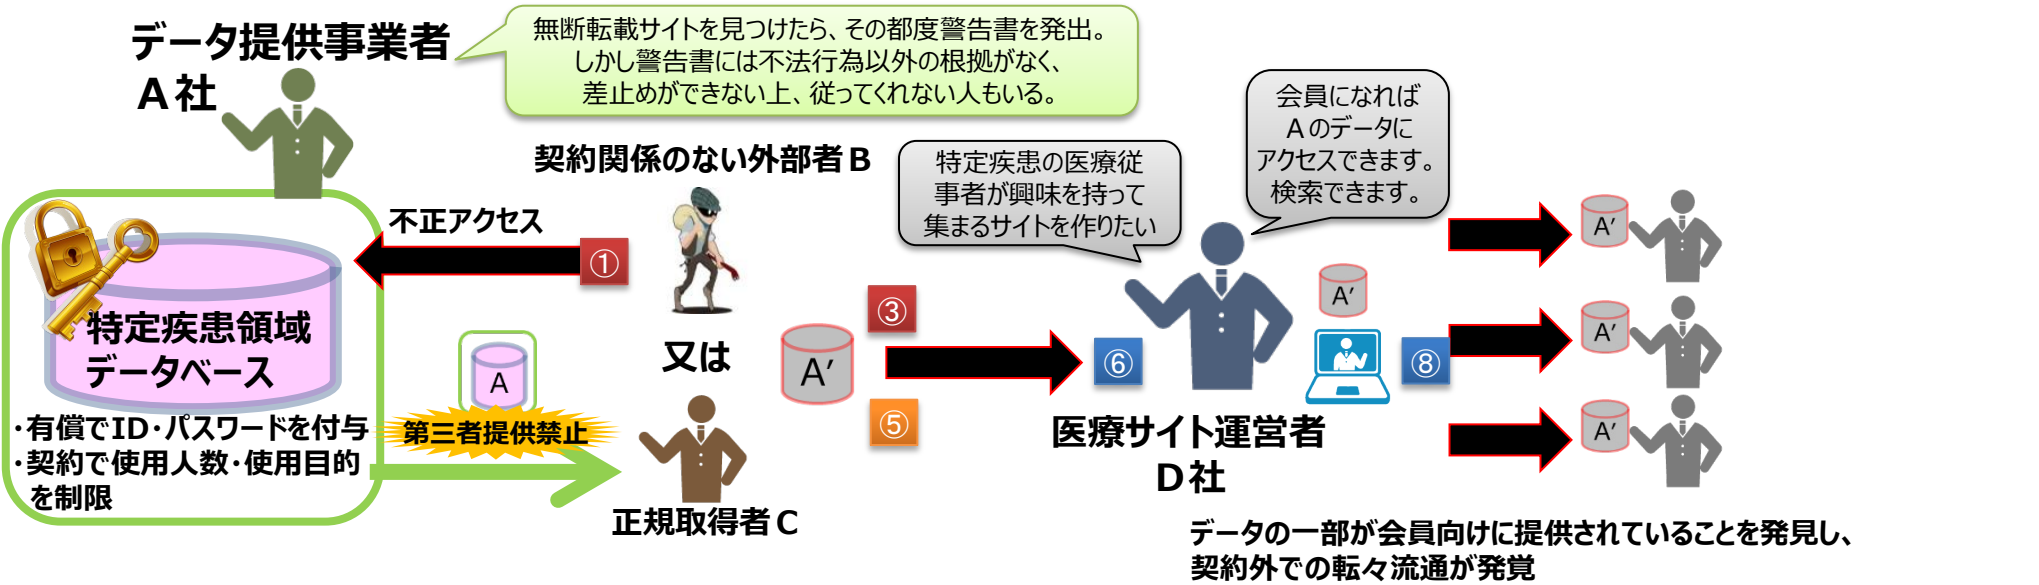 データ提供事業者
A社
無断転載サイトを見つけたら、その都度警告書を発出。
しかし警告書には不法行為以外の根拠がなく、
差止めができない上、従ってくれない人もいる。
契約関係のない外部者B
不正アクセス
①
特定疾患領域
データベース
・有償でID・パスワードを付与
・契約で使用人数・使用目的
を制限
A
第三者提供禁止
又は
正規取得者C
A′
③
⑤
特定疾患の医療従
事者が興味を持って
集まるサイトを作りたい
会員になれば
Aのデータに
アクセスできます。
検索できます。
⑥
A′
⑧
医療サイト運営者
D社
A′
A′
A′
データの一部が会員向けに提供されていることを発見し、
契約外での転々流通が発覚